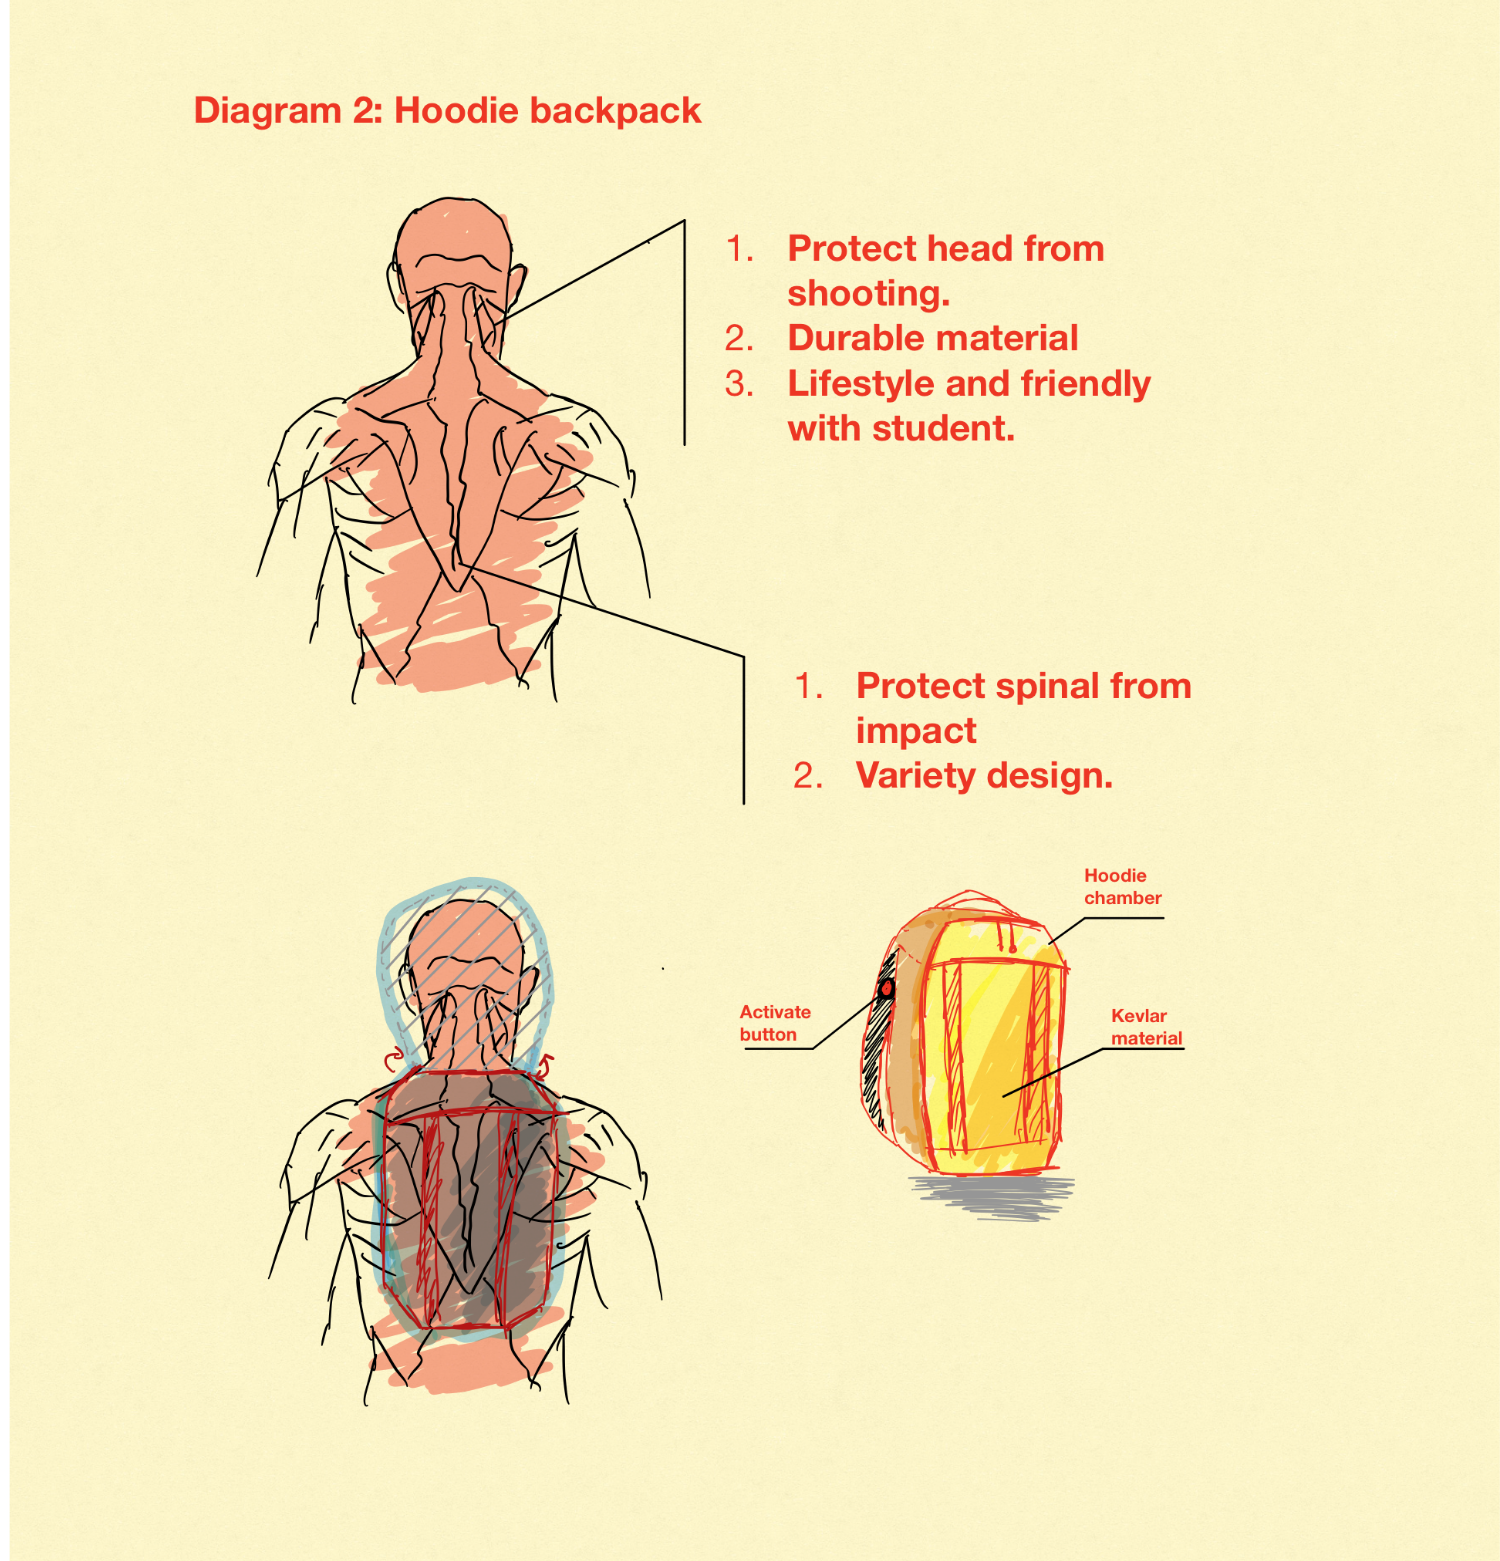 Diagram 2: Hoodie backpack
1. Protect head from
shooting.
2. Durable material
3. Lifestyle and friendly
with student.
1. Protect spinal from
impact
2. Variety design.
Hoodie
chamber
Activate
button
Kevlar
material